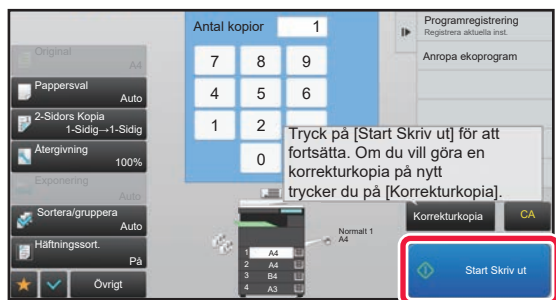 Original
A4
Pappersval
Auto
2-Sidors Kopia
1-Sidig→1-Sidig
Återgivning
100%
Exponering
Auto
Sortera/gruppera
Auto
Häftningssort.
På
Övrigt
Antal kopior 1
7 8 9
4 5 6
1 2
0
Tryck på [Start Skriv ut] för att
fortsätta. Om du vill göra en
korrekturkopia på nytt
trycker du på [Korrekturkopia].
Normalt 1
A4
1 A4
2 A4
3 B4
4 A3
Programregistrering
Registrera aktuella inst.
Anropa ekoprogram
Korrekturkopia
CA
Start Skriv ut